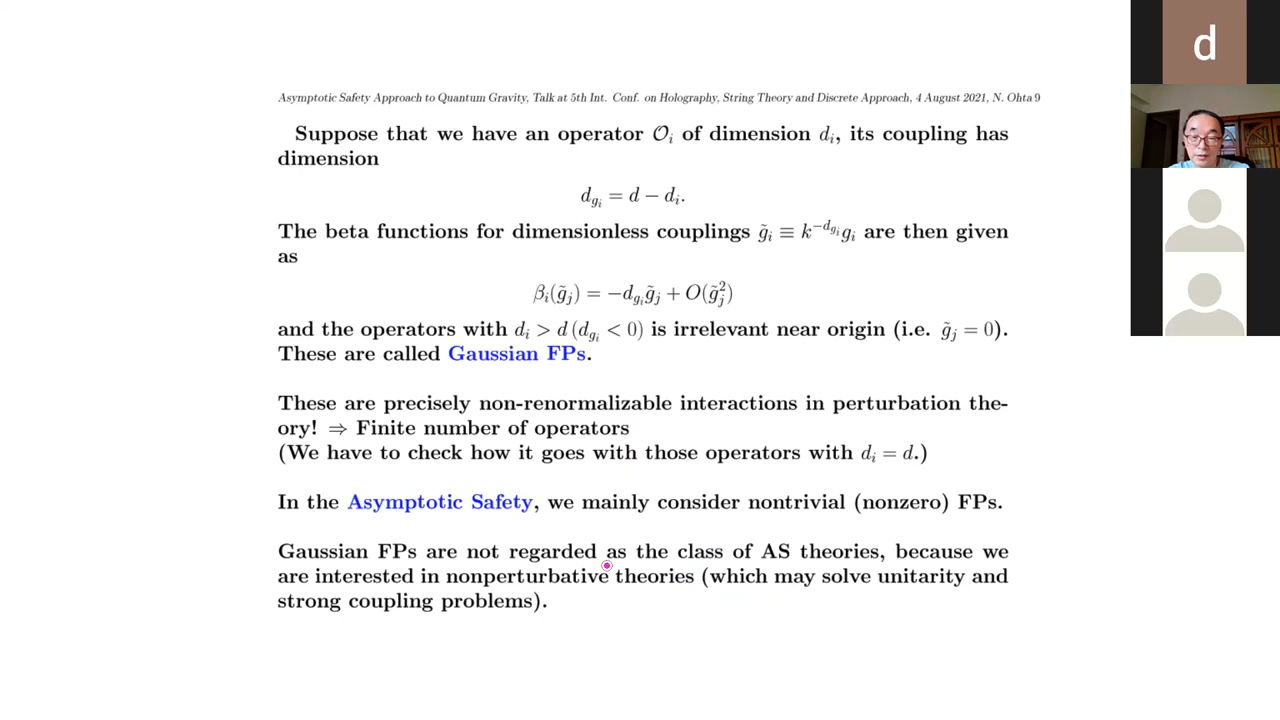 Asymptotic Safety Approach to Quantum Gravity, Talk at 5th Int. Conf. on Holography, String Theory and Discrete Approach, 4 August 2021, N. Ohta 9
d
Suppose that we have an operator 𝒪ᵢ of dimension dᵢ, its coupling has
dimension
d_{gᵢ} = d − dᵢ.
The beta functions for dimensionless couplings g̃ᵢ ≡ k^{−d_{gᵢ}}gᵢ are then given
as
βᵢ(g̃ⱼ) = −d_{gᵢ}g̃ⱼ + O(g̃ⱼ²)
and the operators with dᵢ > d (d_{gᵢ} < 0) is irrelevant near origin (i.e. g̃ⱼ = 0).
These are called Gaussian FPs.
These are precisely non-renormalizable interactions in perturbation the-
ory! ⇒ Finite number of operators
(We have to check how it goes with those operators with dᵢ = d.)
In the Asymptotic Safety, we mainly consider nontrivial (nonzero) FPs.
Gaussian FPs are not regarded as the class of AS theories, because we
are interested in nonperturbative theories (which may solve unitarity and
strong coupling problems).